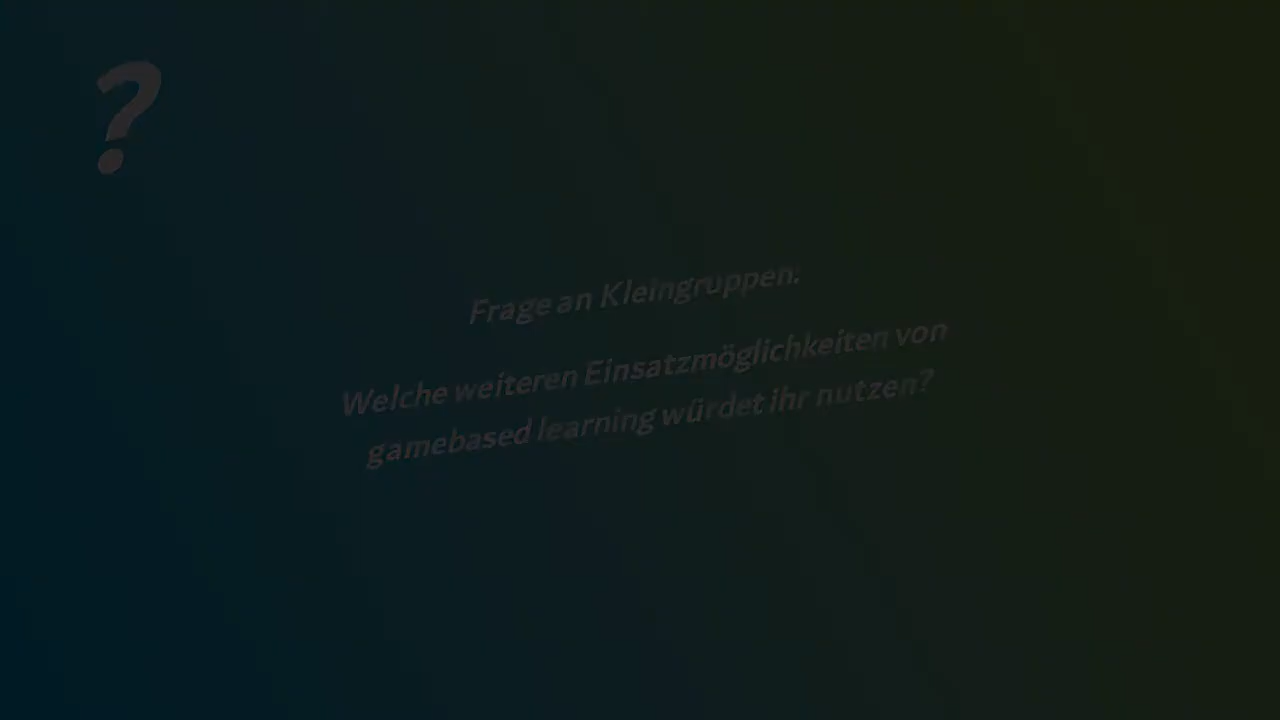 ?
Frage an Kleingruppen:
Welche weiteren Einsatzmöglichkeiten von
gamebased learning würdet ihr nutzen?